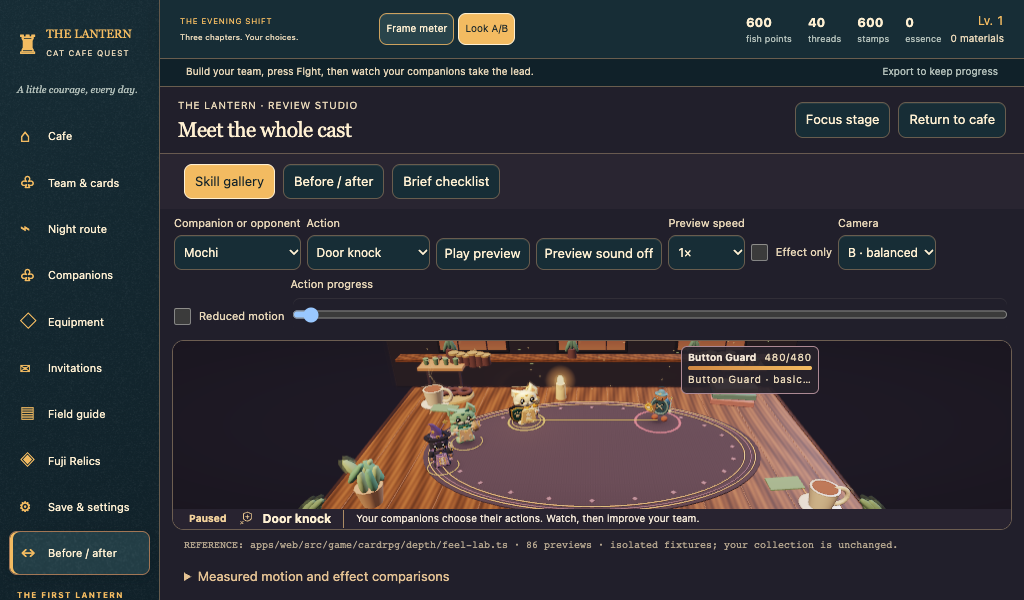 THE LANTERN
CAT CAFE QUEST
A little courage, every day.
Cafe
Team & cards
Night route
Companions
Equipment
Invitations
Field guide
Fuji Relics
Save & settings
Before / after
THE FIRST LANTERN
THE EVENING SHIFT
Three chapters. Your choices.
Frame meter
Look A/B
600 fish points
40 threads
600 stamps
0 essence
Lv. 1
0 materials
Build your team, press Fight, then watch your companions take the lead.
Export to keep progress
THE LANTERN · REVIEW STUDIO
Meet the whole cast
Focus stage
Return to cafe
Skill gallery
Before / after
Brief checklist
Companion or opponent
Mochi
Action
Door knock
Play preview
Preview sound off
Preview speed
1×
Effect only
Camera
B · balanced
Reduced motion
Action progress
Button Guard 480/480
Button Guard · basic…
Paused
Door knock
Your companions choose their actions. Watch, then improve your team.
REFERENCE: apps/web/src/game/cardrpg/depth/feel-lab.ts · 86 previews · isolated fixtures; your collection is unchanged.
Measured motion and effect comparisons